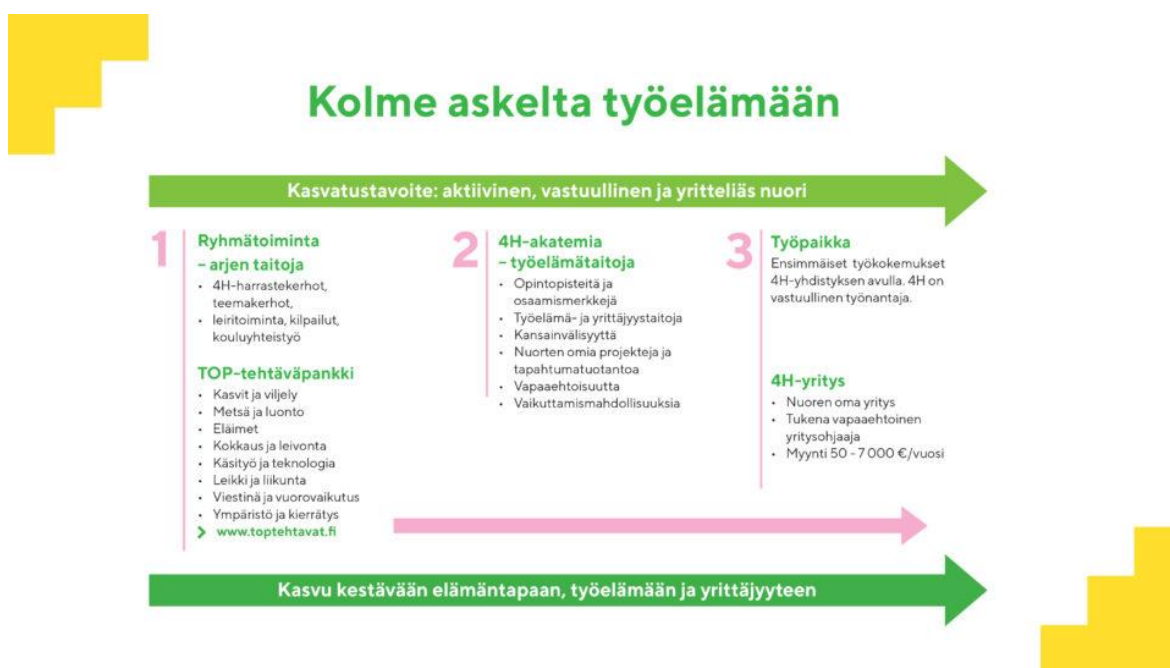 Kolme askelta työelämään
Kasvatustavoite: aktiivinen, vastuullinen ja yritteliäs nuori
1
Ryhmätoiminta
– arjen taitoja
• 4H-harrastekerhot,
teemakerhot,
• leiritoiminta, kilpailut,
kouluyhteistyö
TOP-tehtäväpankki
• Kasvit ja viljely
• Metsä ja luonto
• Eläimet
• Kokkaus ja leivonta
• Käsityö ja teknologia
• Leikki ja liikunta
• Viestinä ja vuorovaikutus
• Ympäristö ja kierrätys
www.toptehtavat.fi
2
4H-akatemia
– työelämätaitoja
• Opintopisteitä ja
osaamismerkkejä
• Työelämä- ja yrittäjyystaitoja
• Kansainvälisyyttä
• Nuorten omia projekteja ja
tapahtumatuotantoa
• Vapaaehtoisuutta
• Vaikuttamismahdollisuuksia
3
Työpaikka
Ensimmäiset työkokemukset
4H-yhdistyksen avulla. 4H on
vastuullinen työnantaja.
4H-yritys
• Nuoren oma yritys
• Tukena vapaaehtoinen
yritysohjaaja
• Myynti 50 - 7 000 €/vuosi
Kasvu kestävään elämäntapaan, työelämään ja yrittäjyyteen